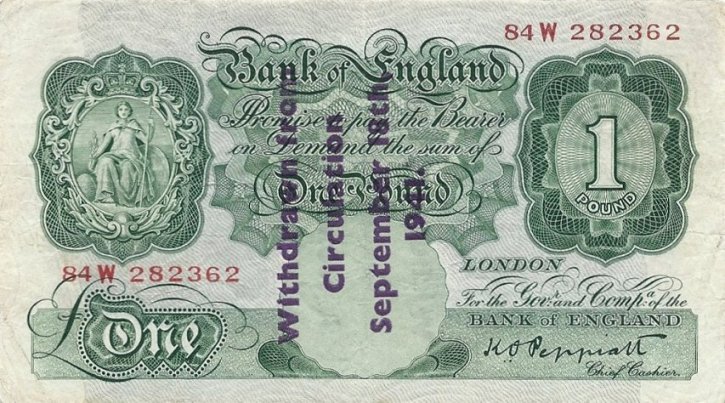 84W 282362
Bank of England
Promise to pay the Bearer
on Demand the sum of
One Pound
1
POUND
Withdrawn from
Circulation
September 18th
1941.
84W 282362
LONDON
For the Govr. and Compa. of the
BANK OF ENGLAND
K O Peppiatt
Chief Cashier.
£One